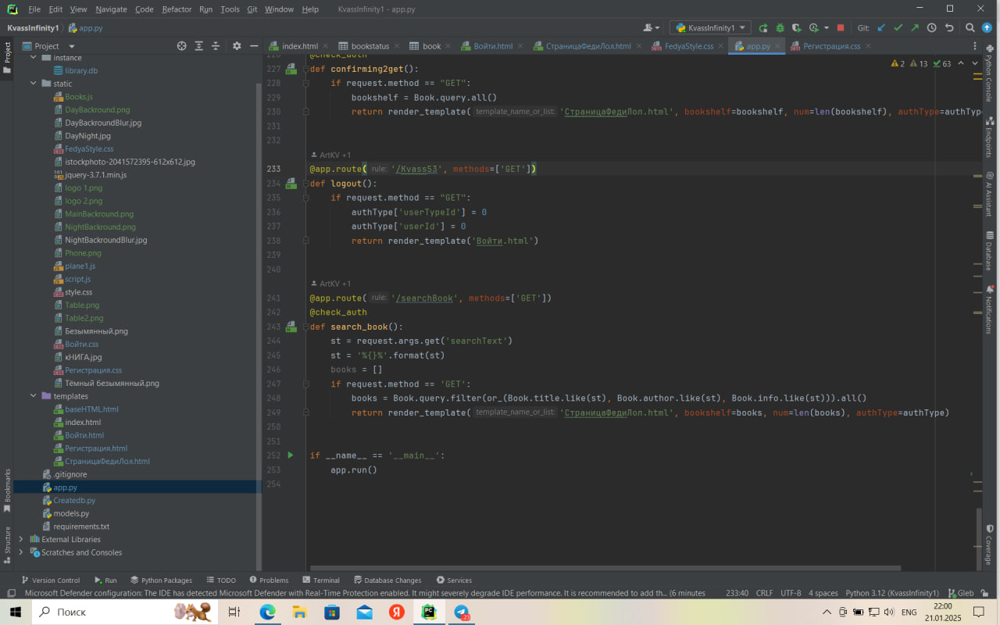 File Edit View Navigate Code Refactor Run Tools Git Window Help KvassInfinity1 - app.py
KvassInfinity1 app.py
KvassInfinity1
Git:
Project
index.html bookstatus book Войти.html СтраницаФедиЛол.html FedyaStyle.css app.py Регистрация.css
Project
instance
library.db
static
Books.js
DayBackround.png
DayBackroundBlur.jpg
DayNight.jpg
FedyaStyle.css
istockphoto-2041572395-612x612.jpg
jquery-3.7.1.min.js
logo 1.png
logo 2.png
MainBackround.png
NightBackround.png
NightBackroundBlur.jpg
Phone.png
plane1.js
script.js
style.css
Table.png
Table2.png
Безымянный.png
Войти.css
кНИГА.jpg
Регистрация.css
Тёмный безымянный.png
templates
baseHTML.html
index.html
Войти.html
Регистрация.html
СтраницаФедиЛол.html
.gitignore
app.py
Createdb.py
models.py
requirements.txt
External Libraries
Scratches and Consoles
Bookmarks
Structure
2 13 63
226 @check_auth
227 def confirming2get():
228 if request.method == "GET":
229 bookshelf = Book.query.all()
230 return render_template( template_name_or_list: 'СтраницаФедиЛол.html', bookshelf=bookshelf, num=len(bookshelf), authType=authType
231
232
ArtKV +1
233 @app.route( rule: '/Kvass53', methods=['GET'])
234 def logout():
235 if request.method == "GET":
236 authType['userTypeId'] = 0
237 authType['userId'] = 0
238 return render_template('Войти.html')
239
240
ArtKV +1
241 @app.route( rule: '/searchBook', methods=['GET'])
242 @check_auth
243 def search_book():
244 st = request.args.get('searchText')
245 st = '%{}%'.format(st)
246 books = []
247 if request.method == 'GET':
248 books = Book.query.filter(or_(Book.title.like(st), Book.author.like(st), Book.info.like(st))).all()
249 return render_template( template_name_or_list: 'СтраницаФедиЛол.html', bookshelf=books, num=len(books), authType=authType)
250
251
252 if __name__ == '__main__':
253 app.run()
254
Python Console
Endpoints
AI Assistant
Database
Notifications
Coverage
Version Control Run Python Packages TODO Problems Terminal Database Changes Services
Microsoft Defender configuration: The IDE has detected Microsoft Defender with Real-Time Protection enabled. It might severely degrade IDE performance. It is recommended to add th... (6 minutes
233:40 CRLF UTF-8 4 spaces Python 3.12 (KvassInfinity1) Gleb
Поиск
Я
PC
23
ENG
22:00
21.01.2025